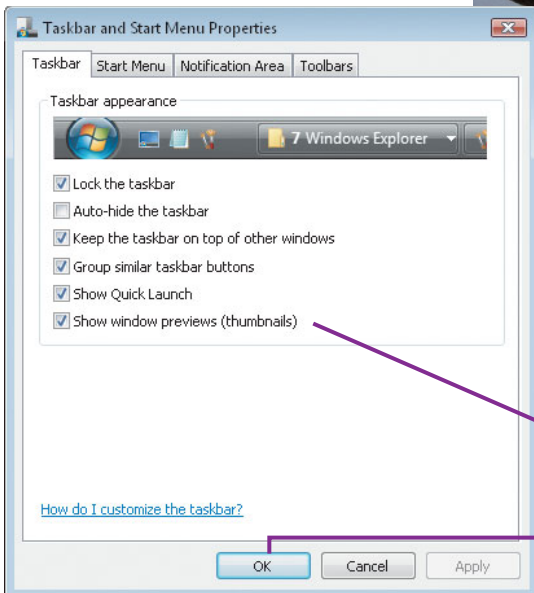 Taskbar and Start Menu Properties
Taskbar Start Menu Notification Area Toolbars
Taskbar appearance
7 Windows Explorer
Lock the taskbar
Auto-hide the taskbar
Keep the taskbar on top of other windows
Group similar taskbar buttons
Show Quick Launch
Show window previews (thumbnails)
How do I customize the taskbar?
OK Cancel Apply